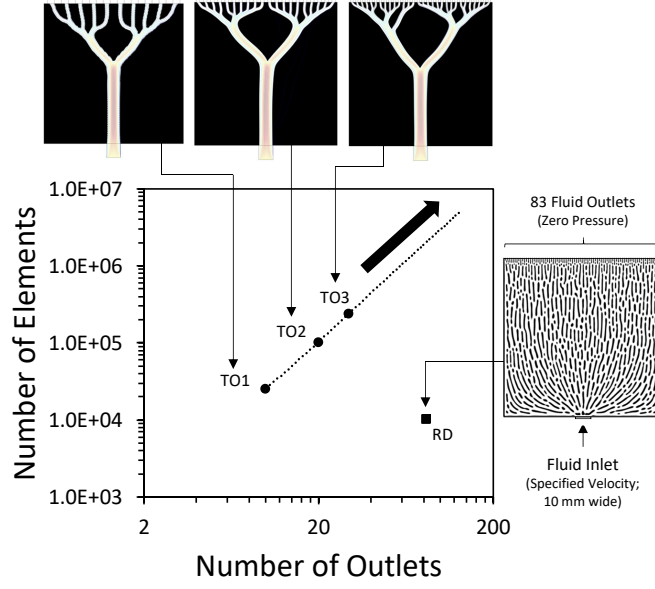 1.0E+07
1.0E+06
1.0E+05
1.0E+04
1.0E+03
Number of Elements
TO1
TO2
TO3
RD
2
20
200
Number of Outlets
83 Fluid Outlets
(Zero Pressure)
Fluid Inlet
(Specified Velocity;
10 mm wide)